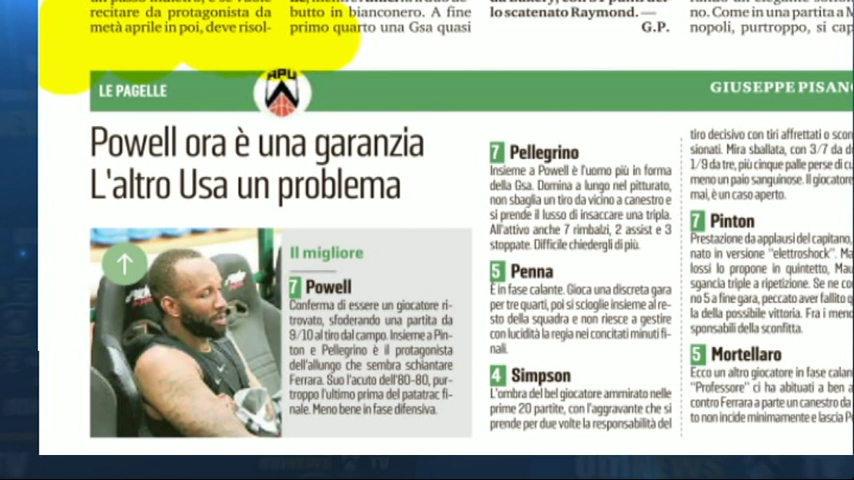 recitare da protagonista da
metà aprile in poi, deve risol-
butto in bianconero. A fine
primo quarto una Gsa quasi
lo scatenato Raymond. —
G.P.
no. Come in una partita a M
nopoli, purtroppo, si cap
LE PAGELLE
APU
GIUSEPPE PISAN
Powell ora è una garanzia
L'altro Usa un problema
Il migliore
7 Powell
Conferma di essere un giocatore ri-
trovato, sfoderando una partita da
9/10 al tiro dal campo. Insieme a Pin-
ton e Pellegrino è il protagonista
dell'allungo che sembra schiantare
Ferrara. Suo l'acuto dell'80-80, pur-
troppo l'ultimo prima del patatrac fi-
nale. Meno bene in fase difensiva.
7 Pellegrino
Insieme a Powell è l'uomo più in forma
della Gsa. Domina a lungo nel pitturato,
non sbaglia un tiro da vicino a canestro e
si prende il lusso di insaccare una tripla.
All'attivo anche 7 rimbalzi, 2 assist e 3
stoppate. Difficile chiedergli di più.
5 Penna
È in fase calante. Gioca una discreta gara
per tre quarti, poi si scioglie insieme al re-
sto della squadra e non riesce a gestire
con lucidità la regia nei concitati minuti fi-
nali.
4 Simpson
L'ombra del bel giocatore ammirato nelle
prime 20 partite, con l'aggravante che si
prende per due volte la responsabilità del
tiro decisivo con tiri affrettati o scon
sionati. Mira sballata, con 3/7 da d
1/9 da tre, più cinque palle perse di cu
meno un paio sanguinose. Il giocatore
mai, è un caso aperto.
7 Pinton
Prestazione da applausi del capitano,
nato in versione "elettroshock". Ma
lossi lo propone in quintetto, Mau
sgancia triple a ripetizione. Se ne co
no 5 a fine gara, peccato aver fallito q
la della possibile vittoria. Fra i meno
sponsabili della sconfitta.
5 Mortellaro
Ecco un altro giocatore in fase calan
"Professore" ci ha abituati a ben a
contro Ferrara a parte un canestro da
to non incide minimamente e lascia P